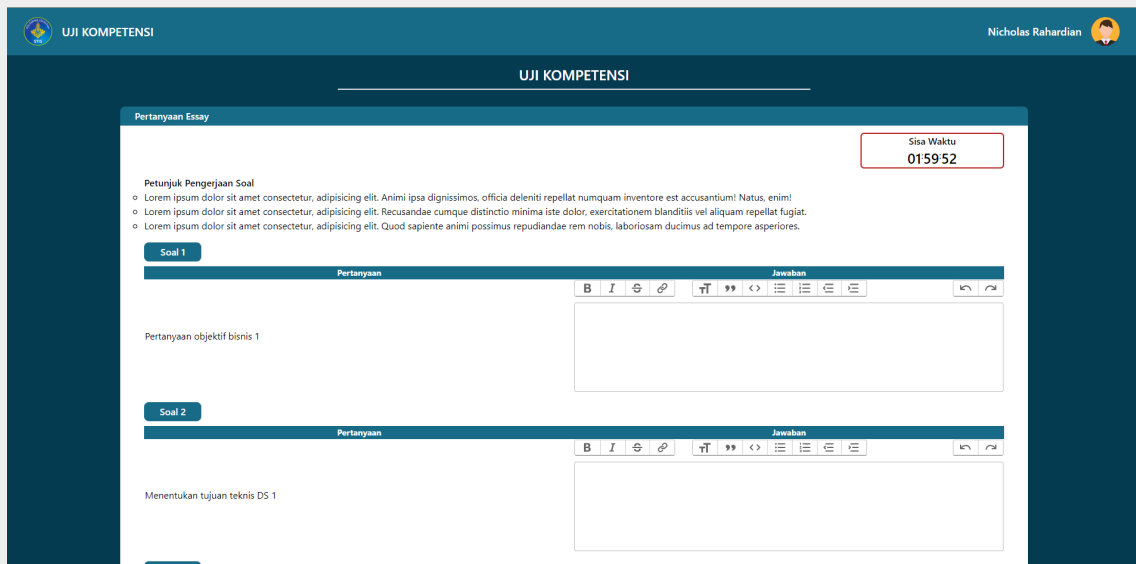 UJI KOMPETENSI
Nicholas Rahardian
UJI KOMPETENSI
Pertanyaan Essay
Sisa Waktu
01:59:52
Petunjuk Pengerjaan Soal
Lorem ipsum dolor sit amet consectetur, adipisicing elit. Animi ipsa dignissimos, officia deleniti repellat numquam inventore est accusantium! Natus, enim!
Lorem ipsum dolor sit amet consectetur, adipisicing elit. Recusandae cumque distinctio minima iste dolor, exercitationem blanditiis vel aliquam repellat fugiat.
Lorem ipsum dolor sit amet consectetur, adipisicing elit. Quod sapiente animi possimus repudiandae rem nobis, laboriosam ducimus ad tempore asperiores.
Soal 1
Pertanyaan Jawaban
Pertanyaan objektif bisnis 1
Soal 2
Pertanyaan Jawaban
Menentukan tujuan teknis DS 1